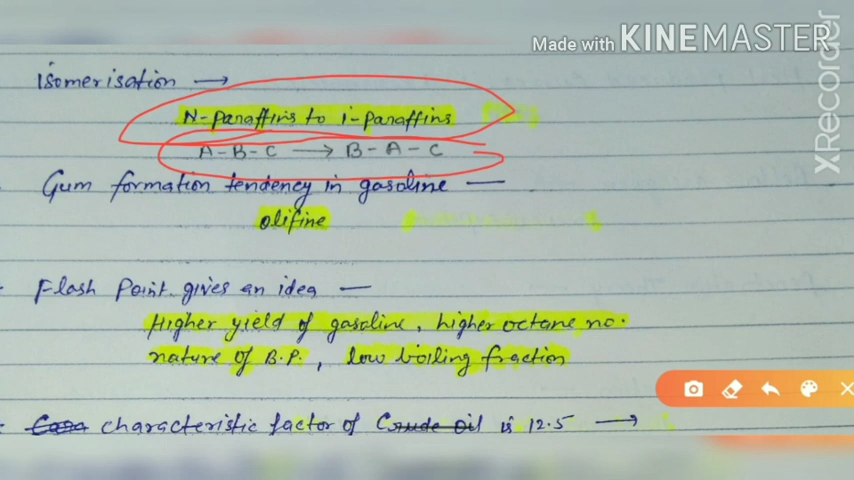 Made with KINEMASTER
XRecorder
Isomerisation →
N-paraffins to i-paraffins
A-B-C → B-A-C
Gum formation tendency in gasoline —
Olifine
Flash Point gives an idea —
Higher yield of gasoline, higher octane no.
nature of B.P., low boiling fraction
characteristic factor of Crude oil is 12.5 →